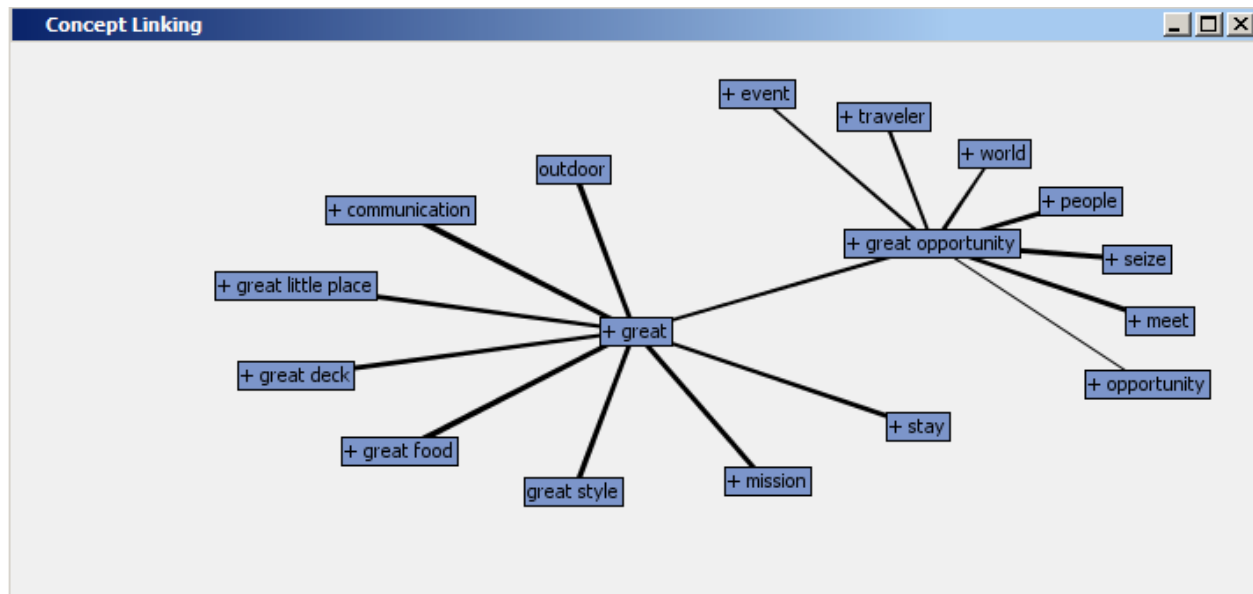 Concept Linking
+ event
+ traveler
+ world
outdoor
+ people
+ communication
+ great opportunity
+ seize
+ great little place
+ meet
+ great
+ great deck
+ opportunity
+ stay
+ great food
+ mission
great style